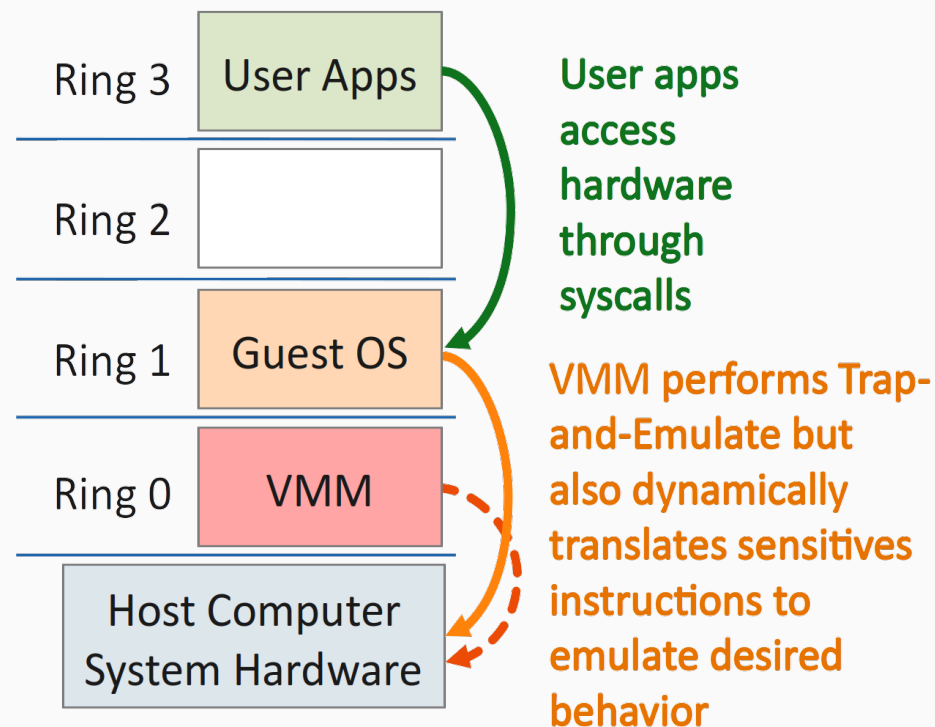 Ring 3
User Apps
Ring 2
Ring 1
Guest OS
Ring 0
VMM
Host Computer
System Hardware
User apps
access
hardware
through
syscalls
VMM performs Trap-
and-Emulate but
also dynamically
translates sensitives
instructions to
emulate desired
behavior